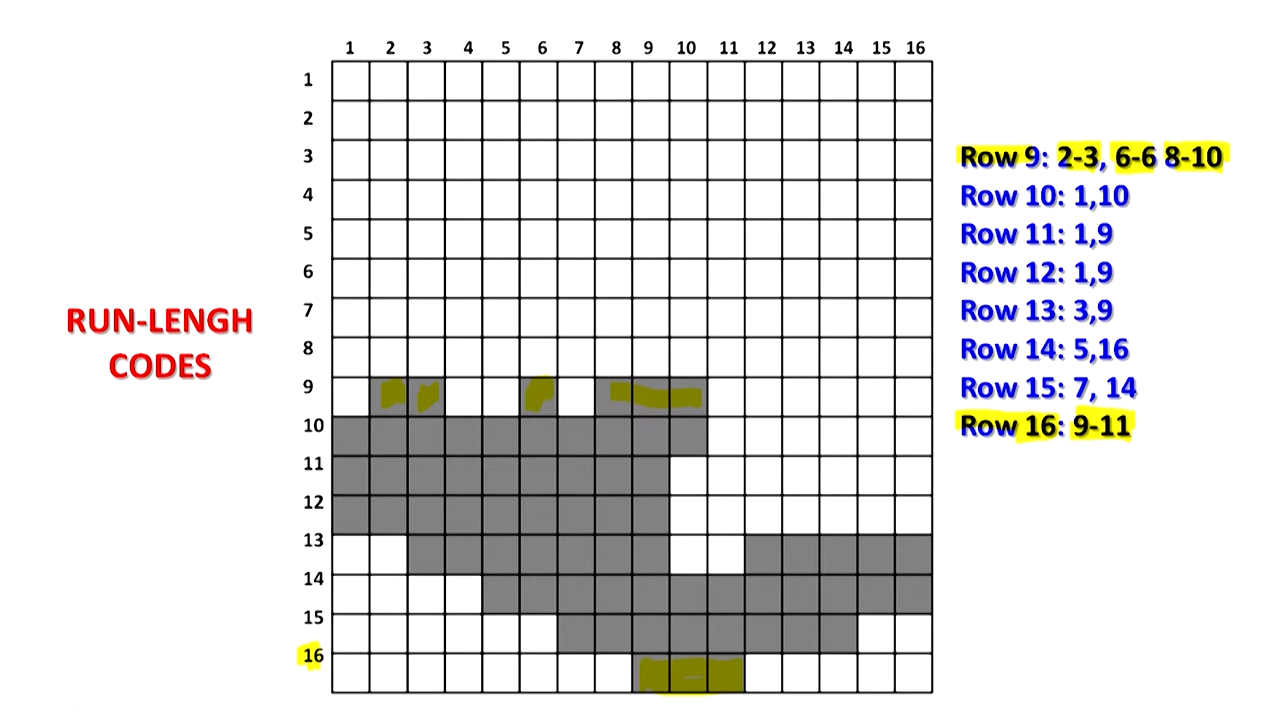 1 2 3 4 5 6 7 8 9 10 11 12 13 14 15 16
1
2
3
4
5
6
7
8
9
10
11
12
13
14
15
16
RUN-LENGH
CODES
Row 9: 2-3, 6-6 8-10
Row 10: 1,10
Row 11: 1,9
Row 12: 1,9
Row 13: 3,9
Row 14: 5,16
Row 15: 7, 14
Row 16: 9-11